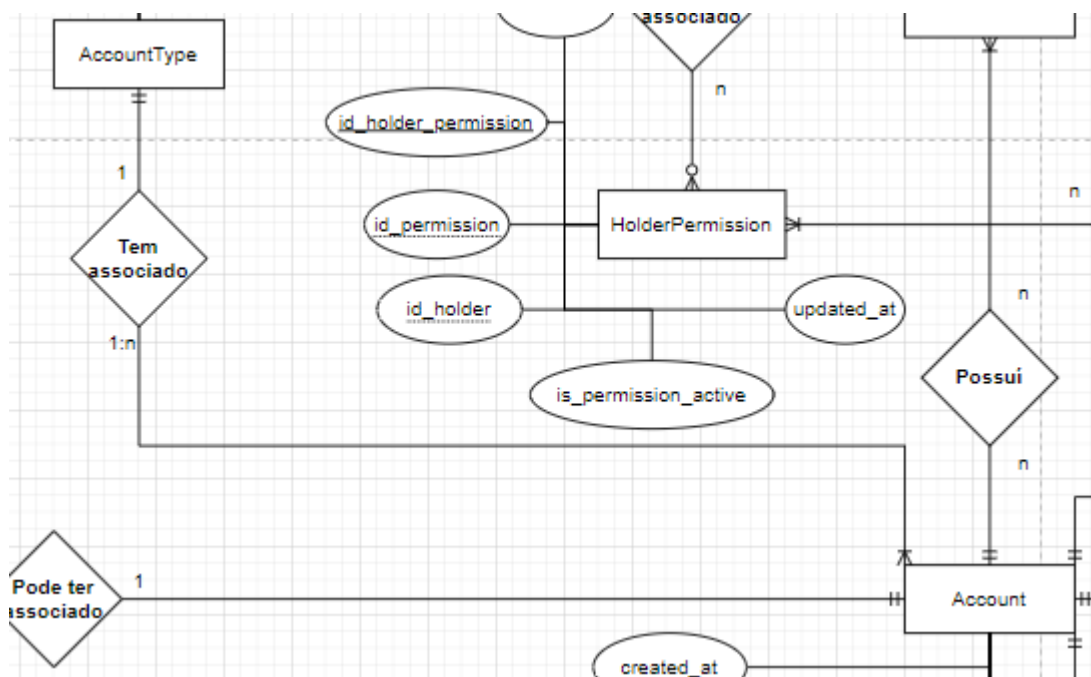 associado
AccountType
n
id_holder_permission
1
n
id_permission
HolderPermission
Tem
associado
id_holder
updated_at
n
1:n
Possuí
is_permission_active
n
Pode ter
associado
1
Account
created_at